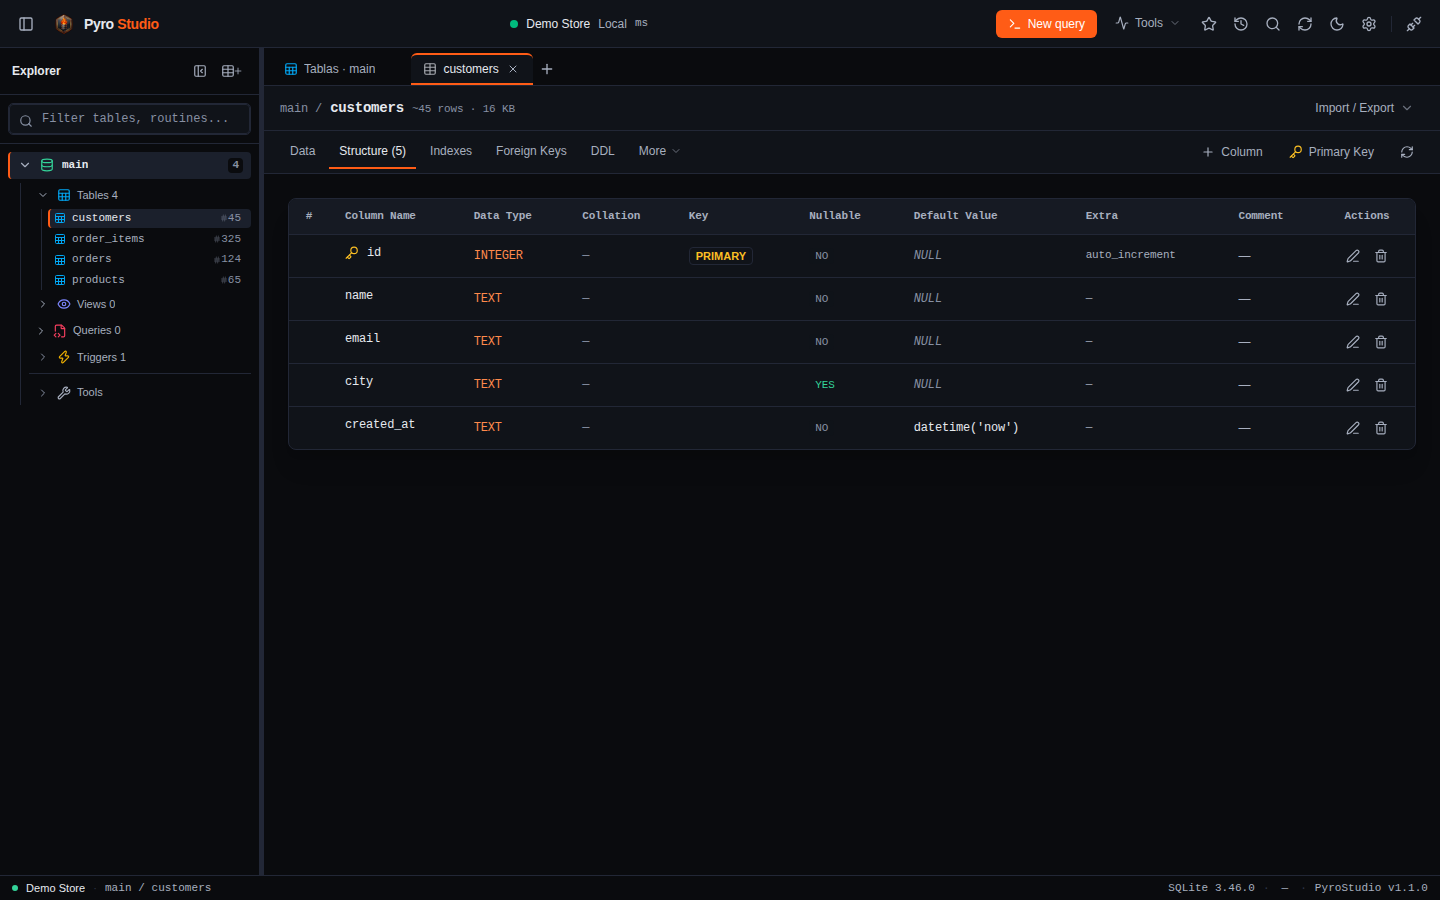 Pyro Studio
Demo Store Local ms
New query
Tools
Explorer
Tablas · main
customers
Filter tables, routines...
main / customers ~45 rows · 16 KB
Import / Export
main 4
Tables 4
customers #45
order_items #325
orders #124
products #65
Views 0
Queries 0
Triggers 1
Tools
Data Structure (5) Indexes Foreign Keys DDL More
Column Primary Key
# Column Name Data Type Collation Key Nullable Default Value Extra Comment Actions
id INTEGER — PRIMARY NO NULL auto_increment —
name TEXT — NO NULL — —
email TEXT — NO NULL — —
city TEXT — YES NULL — —
created_at TEXT — NO datetime('now') — —
Demo Store · main / customers
SQLite 3.46.0 · — · PyroStudio v1.1.0